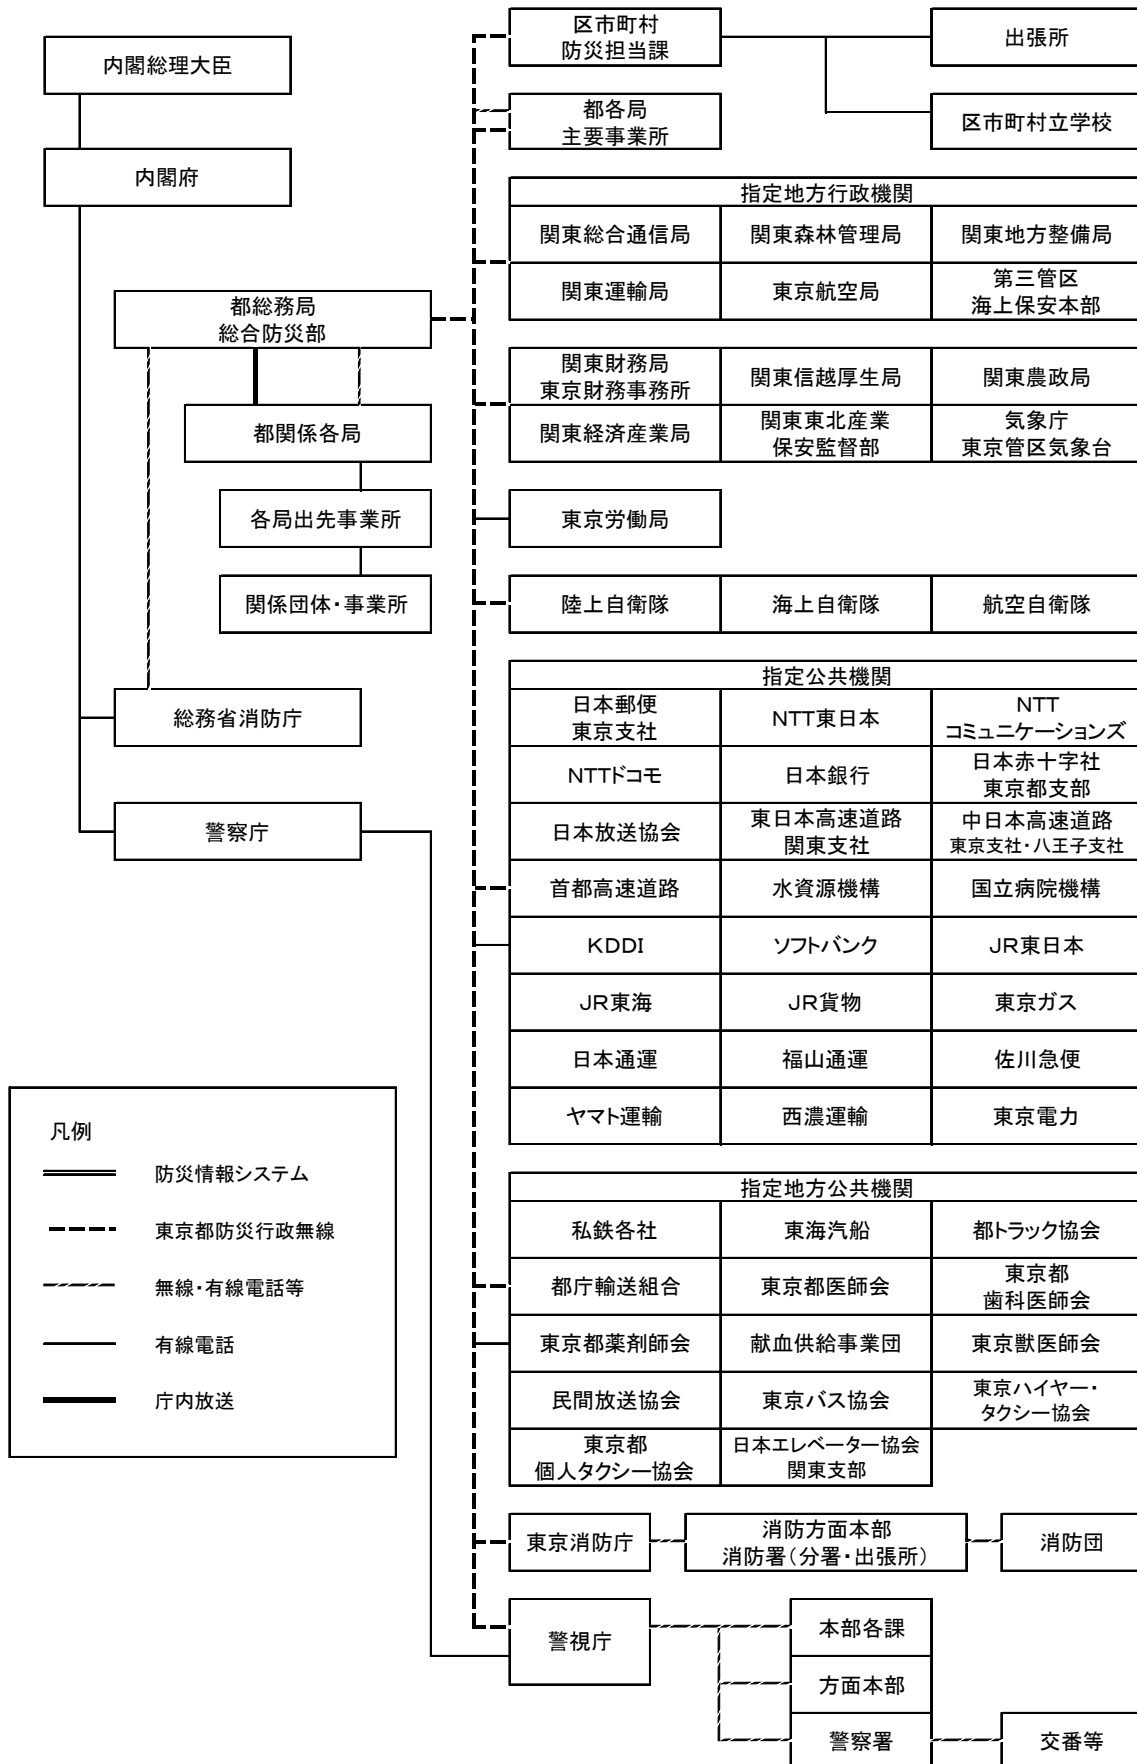 内閣総理大臣
内閣府
都総務局
総合防災部
都関係各局
各局出先事業所
関係団体・事業所
総務省消防庁
警察庁
区市町村
防災担当課
出張所
区市町村立学校
都各局
主要事業所
指定地方行政機関
関東総合通信局
関東森林管理局
関東地方整備局
関東運輸局
東京航空局
第三管区
海上保安本部
関東財務局
東京財務事務所
関東信越厚生局
関東農政局
関東経済産業局
関東東北産業
保安監督部
気象庁
東京管区気象台
東京労働局
陸上自衛隊
海上自衛隊
航空自衛隊
指定公共機関
日本郵便
東京支社
NTT東日本
NTT
コミュニケーションズ
NTTドコモ
日本銀行
日本赤十字社
東京都支部
日本放送協会
東日本高速道路
関東支社
中日本高速道路
東京支社・八王子支社
首都高速道路
水資源機構
国立病院機構
KDDI
ソフトバンク
JR東日本
JR東海
JR貨物
東京ガス
日本通運
福山通運
佐川急便
ヤマト運輸
西濃運輸
東京電力
指定地方公共機関
私鉄各社
東海汽船
都トラック協会
都庁輸送組合
東京都医師会
東京都
歯科医師会
東京都薬剤師会
献血供給事業団
東京獣医師会
民間放送協会
東京バス協会
東京ハイヤー・
タクシー協会
東京都
個人タクシー協会
日本エレベーター協会
関東支部
東京消防庁
消防方面本部
消防署(分署・出張所)
消防団
警視庁
本部各課
方面本部
警察署
交番等
凡例
防災情報システム
東京都防災行政無線
無線・有線電話等
有線電話
庁内放送